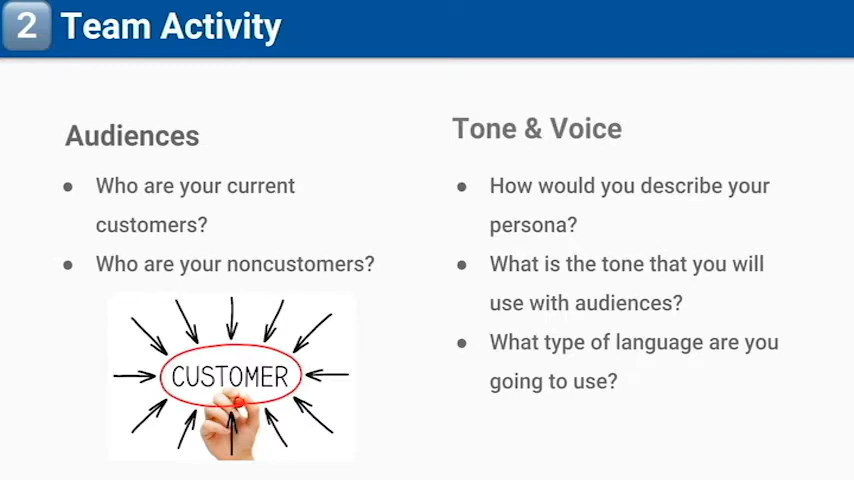 2 Team Activity
Audiences
● Who are your current
customers?
● Who are your noncustomers?
CUSTOMER
Tone & Voice
● How would you describe your
persona?
● What is the tone that you will
use with audiences?
● What type of language are you
going to use?